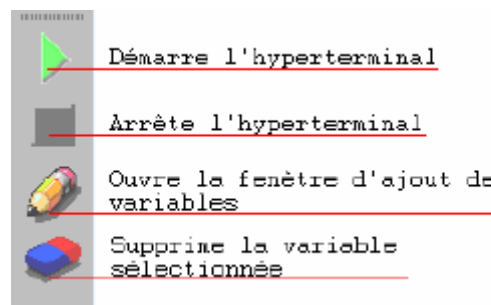 Démarre l'hyperterminal
Arrête l'hyperterminal
Ouvre la fenêtre d'ajout de
variables
Supprime la variable
sélectionnée